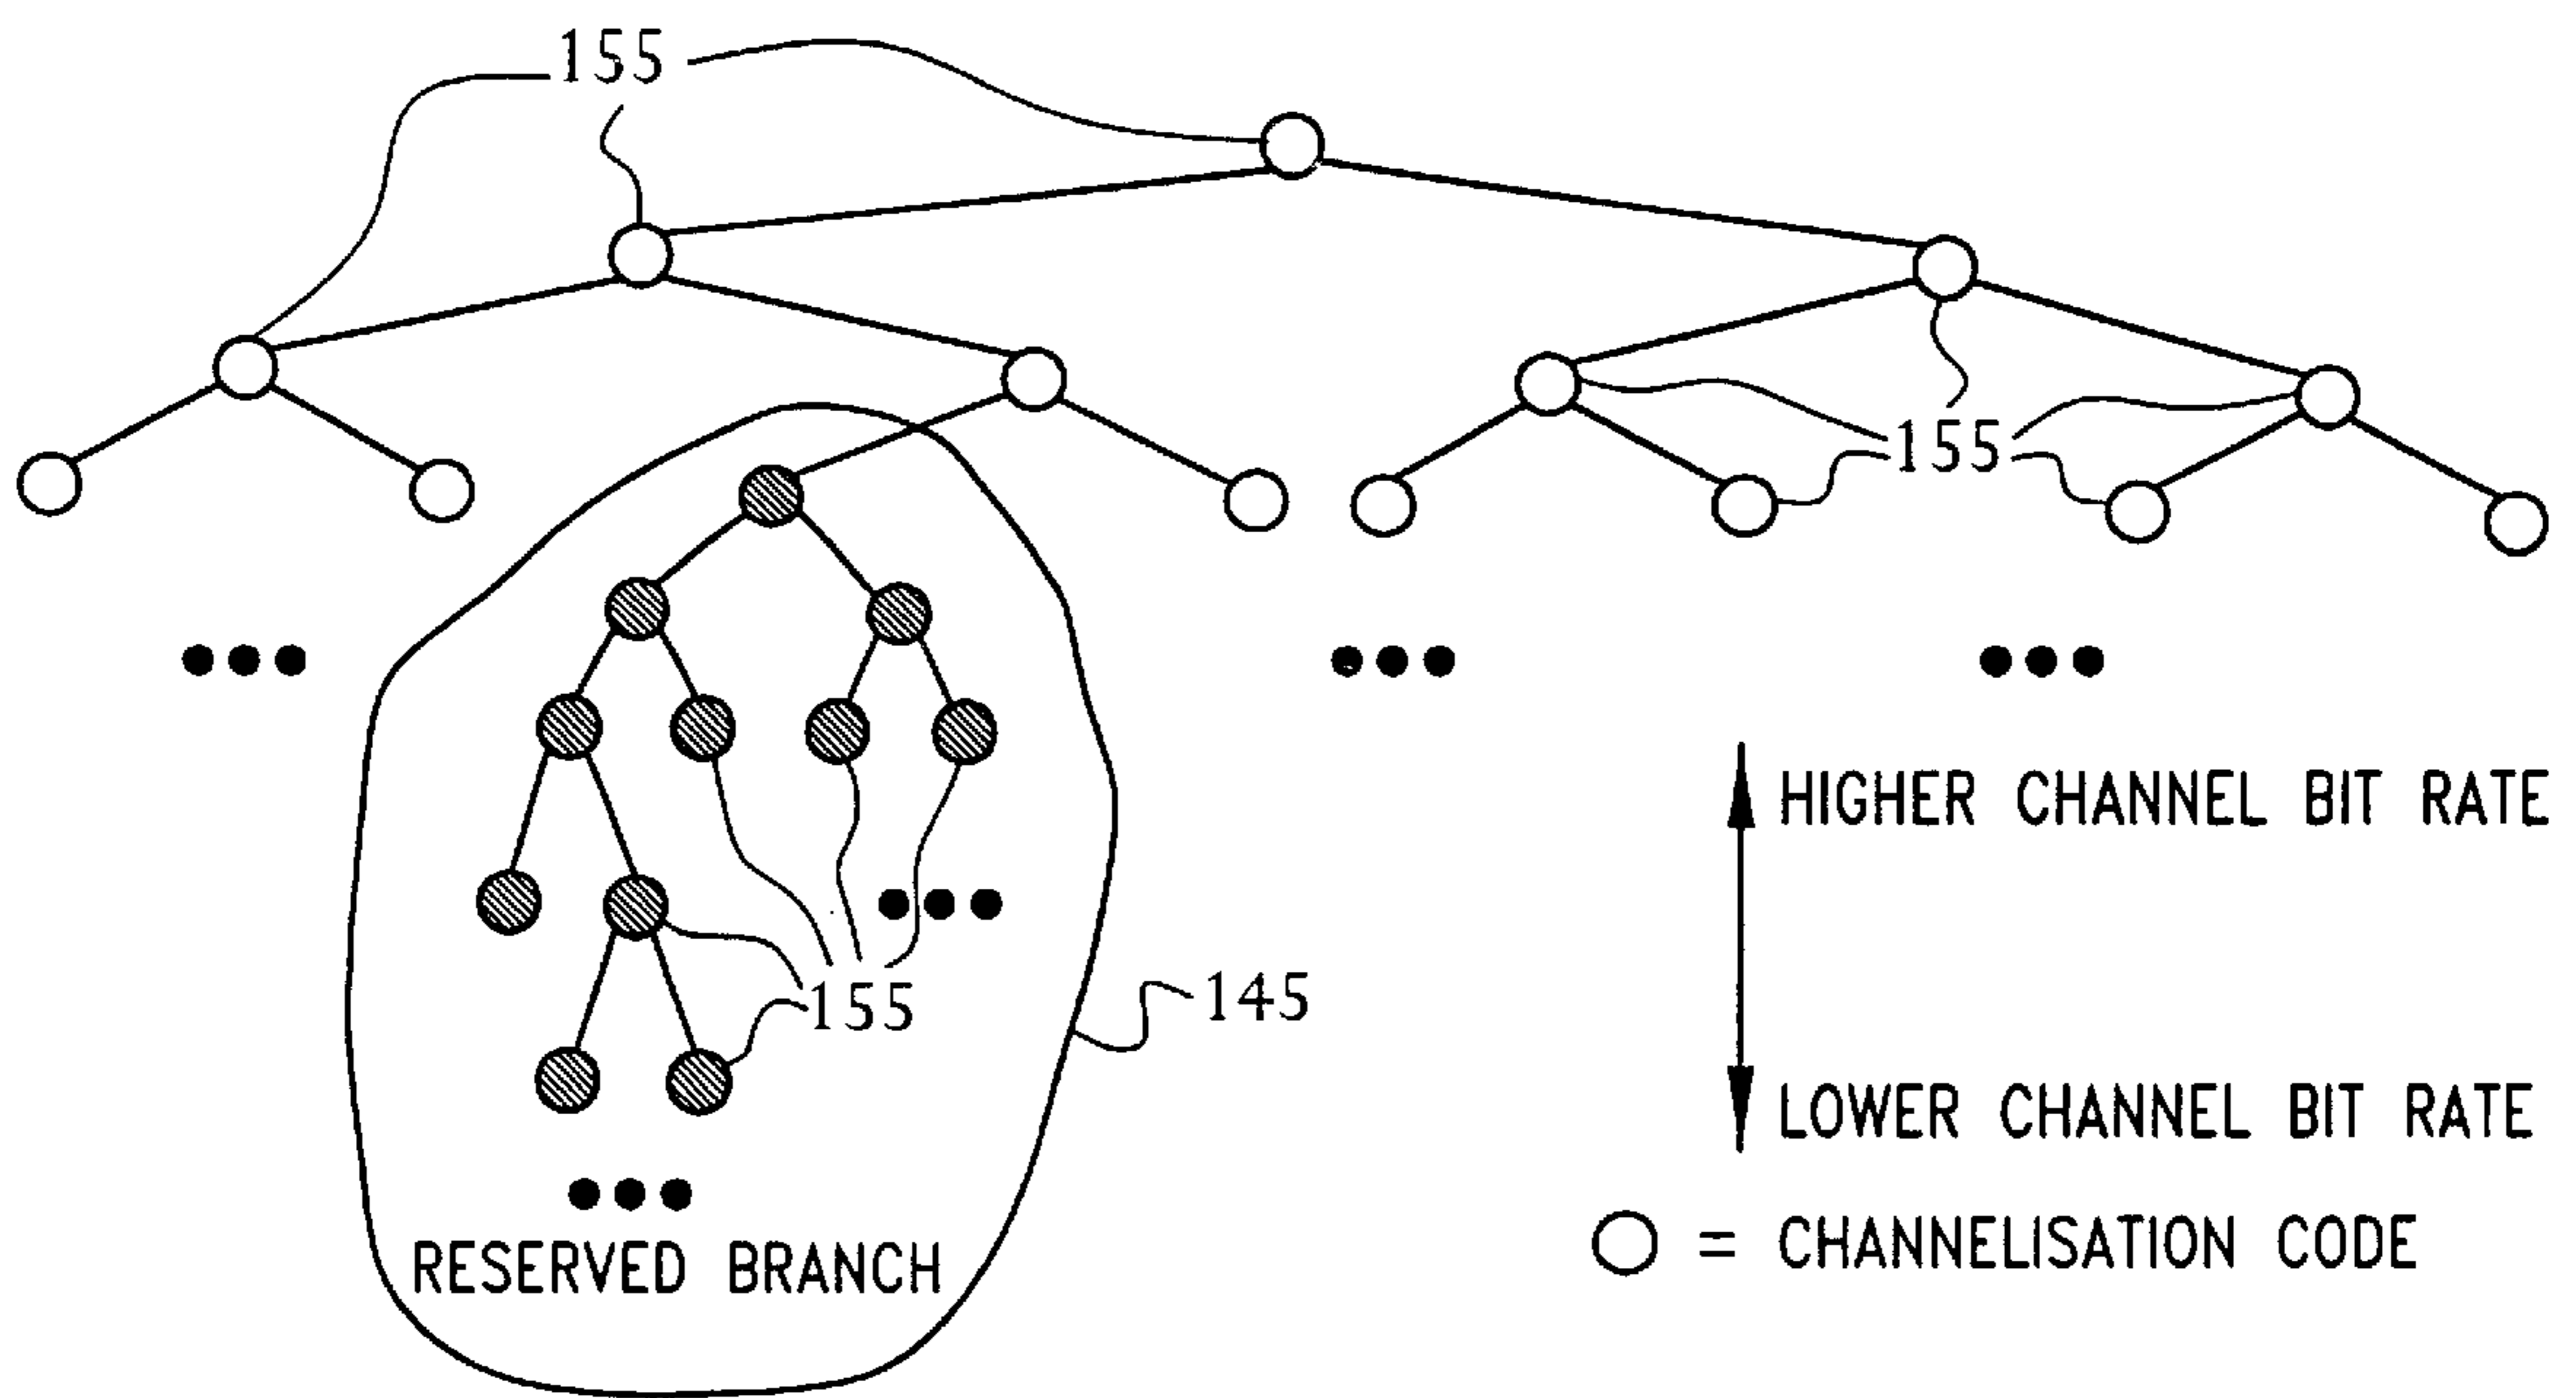 155
155
HIGHER CHANNEL BIT RATE
155
145
LOWER CHANNEL BIT RATE
= CHANNELISATION CODE
RESERVED BRANCH